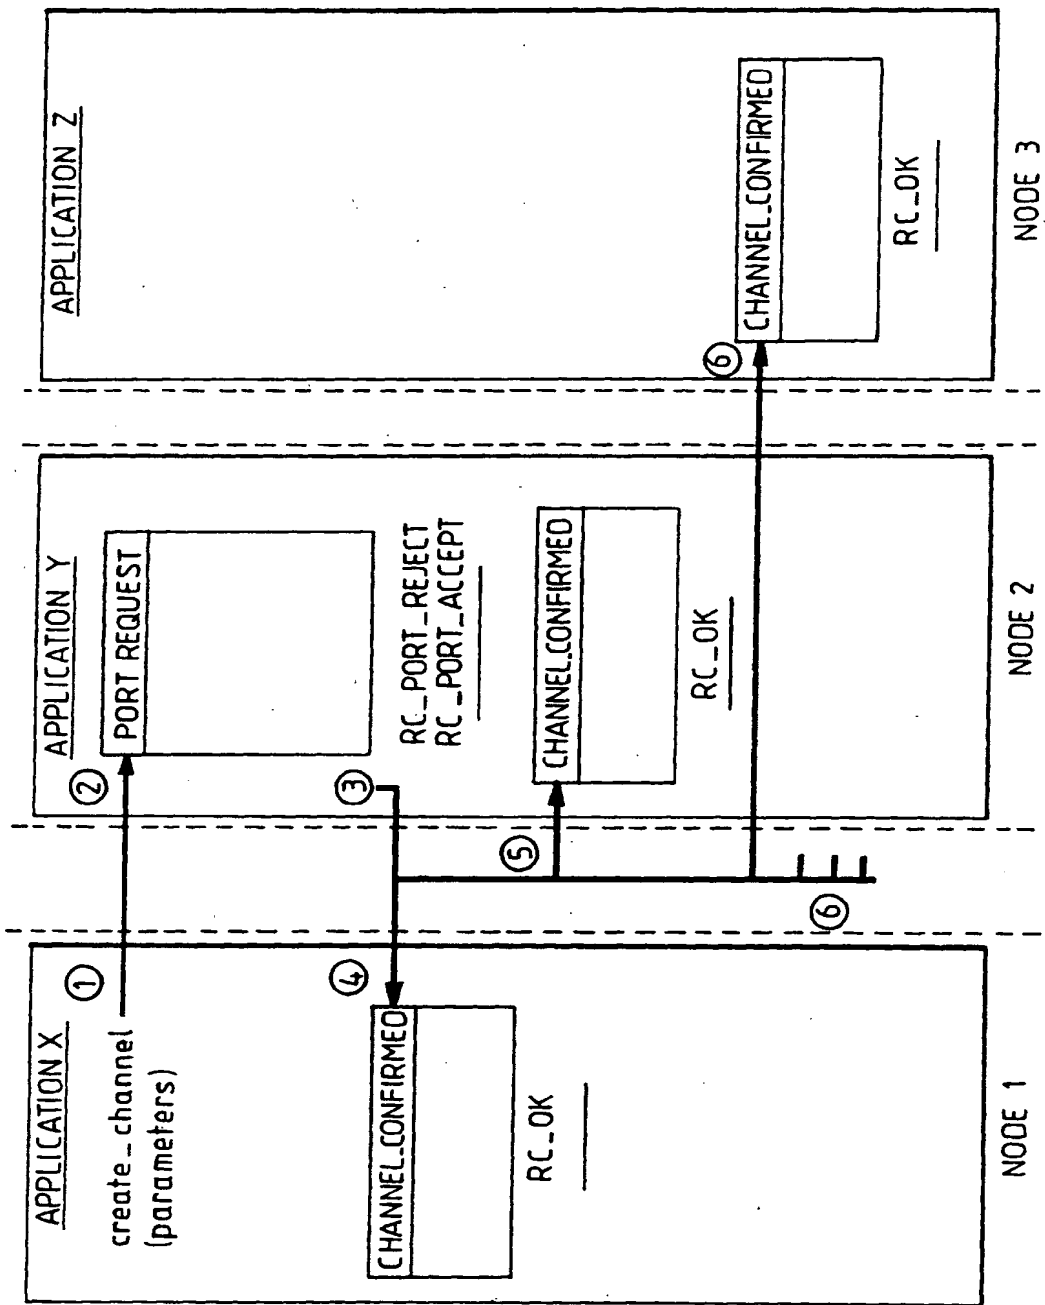 APPLICATION X
create_channel
(parameters)
①
④
CHANNEL_CONFIRMED
RC_OK
NODE 1
APPLICATION Y
②
PORT REQUEST
③
RC_PORT_REJECT
RC_PORT_ACCEPT
⑤
CHANNEL_CONFIRMED
RC_OK
⑥
NODE 2
APPLICATION Z
⑥
CHANNEL_CONFIRMED
RC_OK
NODE 3